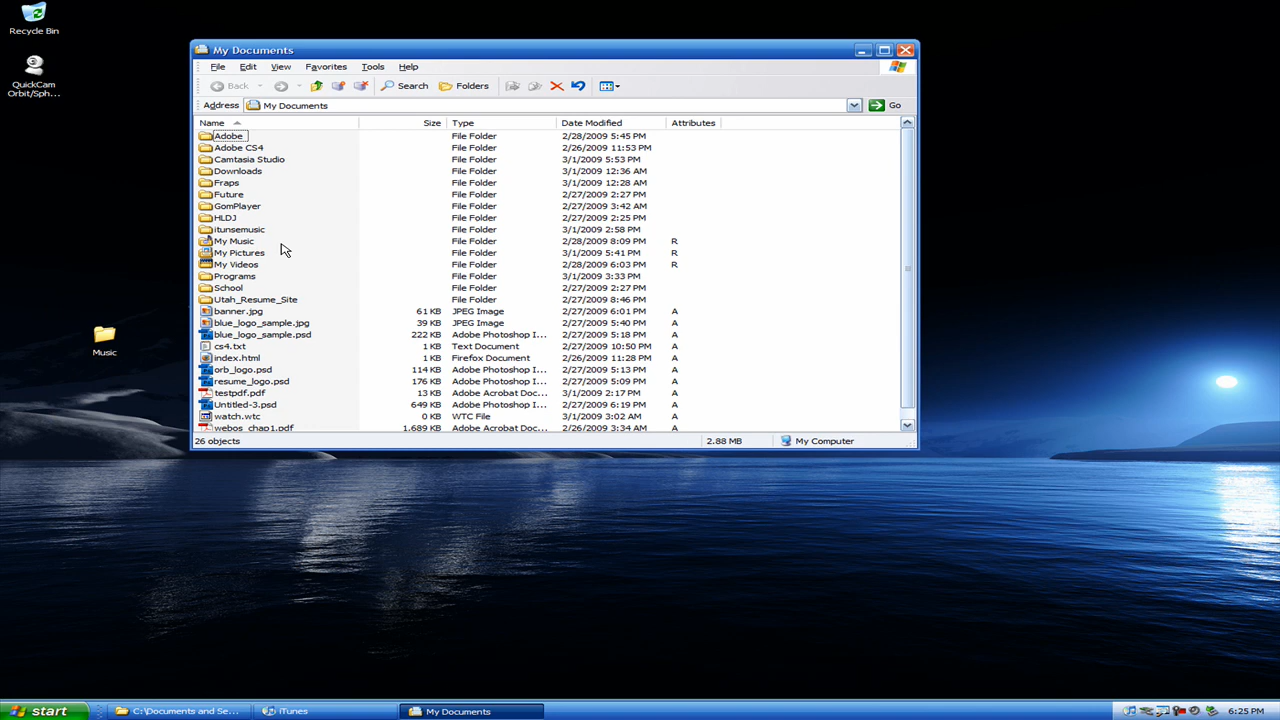 Recycle Bin
QuickCam
Orbit/Sph...
Music
My Documents
File Edit View Favorites Tools Help
Back Search Folders
Address My Documents Go
Name Size Type Date Modified Attributes
Adobe File Folder 2/28/2009 5:45 PM
Adobe CS4 File Folder 2/26/2009 11:53 PM
Camtasia Studio File Folder 3/1/2009 5:53 PM
Downloads File Folder 3/1/2009 12:36 AM
Fraps File Folder 3/1/2009 12:28 AM
Future File Folder 2/27/2009 2:27 PM
GomPlayer File Folder 2/27/2009 3:42 AM
HLDJ File Folder 2/27/2009 2:25 PM
itunsemusic File Folder 3/1/2009 2:58 PM
My Music File Folder 2/28/2009 8:09 PM R
My Pictures File Folder 3/1/2009 5:41 PM R
My Videos File Folder 2/28/2009 6:03 PM R
Programs File Folder 3/1/2009 3:33 PM
School File Folder 2/27/2009 2:27 PM
Utah_Resume_Site File Folder 2/27/2009 8:46 PM
banner.jpg 61 KB JPEG Image 2/27/2009 6:01 PM A
blue_logo_sample.jpg 39 KB JPEG Image 2/27/2009 5:40 PM A
blue_logo_sample.psd 222 KB Adobe Photoshop I... 2/27/2009 5:18 PM A
cs4.txt 1 KB Text Document 2/27/2009 10:50 PM A
index.html 1 KB Firefox Document 2/26/2009 11:28 PM A
orb_logo.psd 114 KB Adobe Photoshop I... 2/27/2009 5:13 PM A
resume_logo.psd 176 KB Adobe Photoshop I... 2/27/2009 5:09 PM A
testpdf.pdf 13 KB Adobe Acrobat Doc... 3/1/2009 2:17 PM A
Untitled-3.psd 649 KB Adobe Photoshop I... 2/27/2009 6:19 PM A
watch.wtc 0 KB WTC File 3/1/2009 3:02 AM A
webos_chap1.pdf 1,689 KB Adobe Acrobat Doc... 2/26/2009 3:34 AM A
26 objects 2.88 MB My Computer
start C:\Documents and Se... iTunes My Documents 6:25 PM